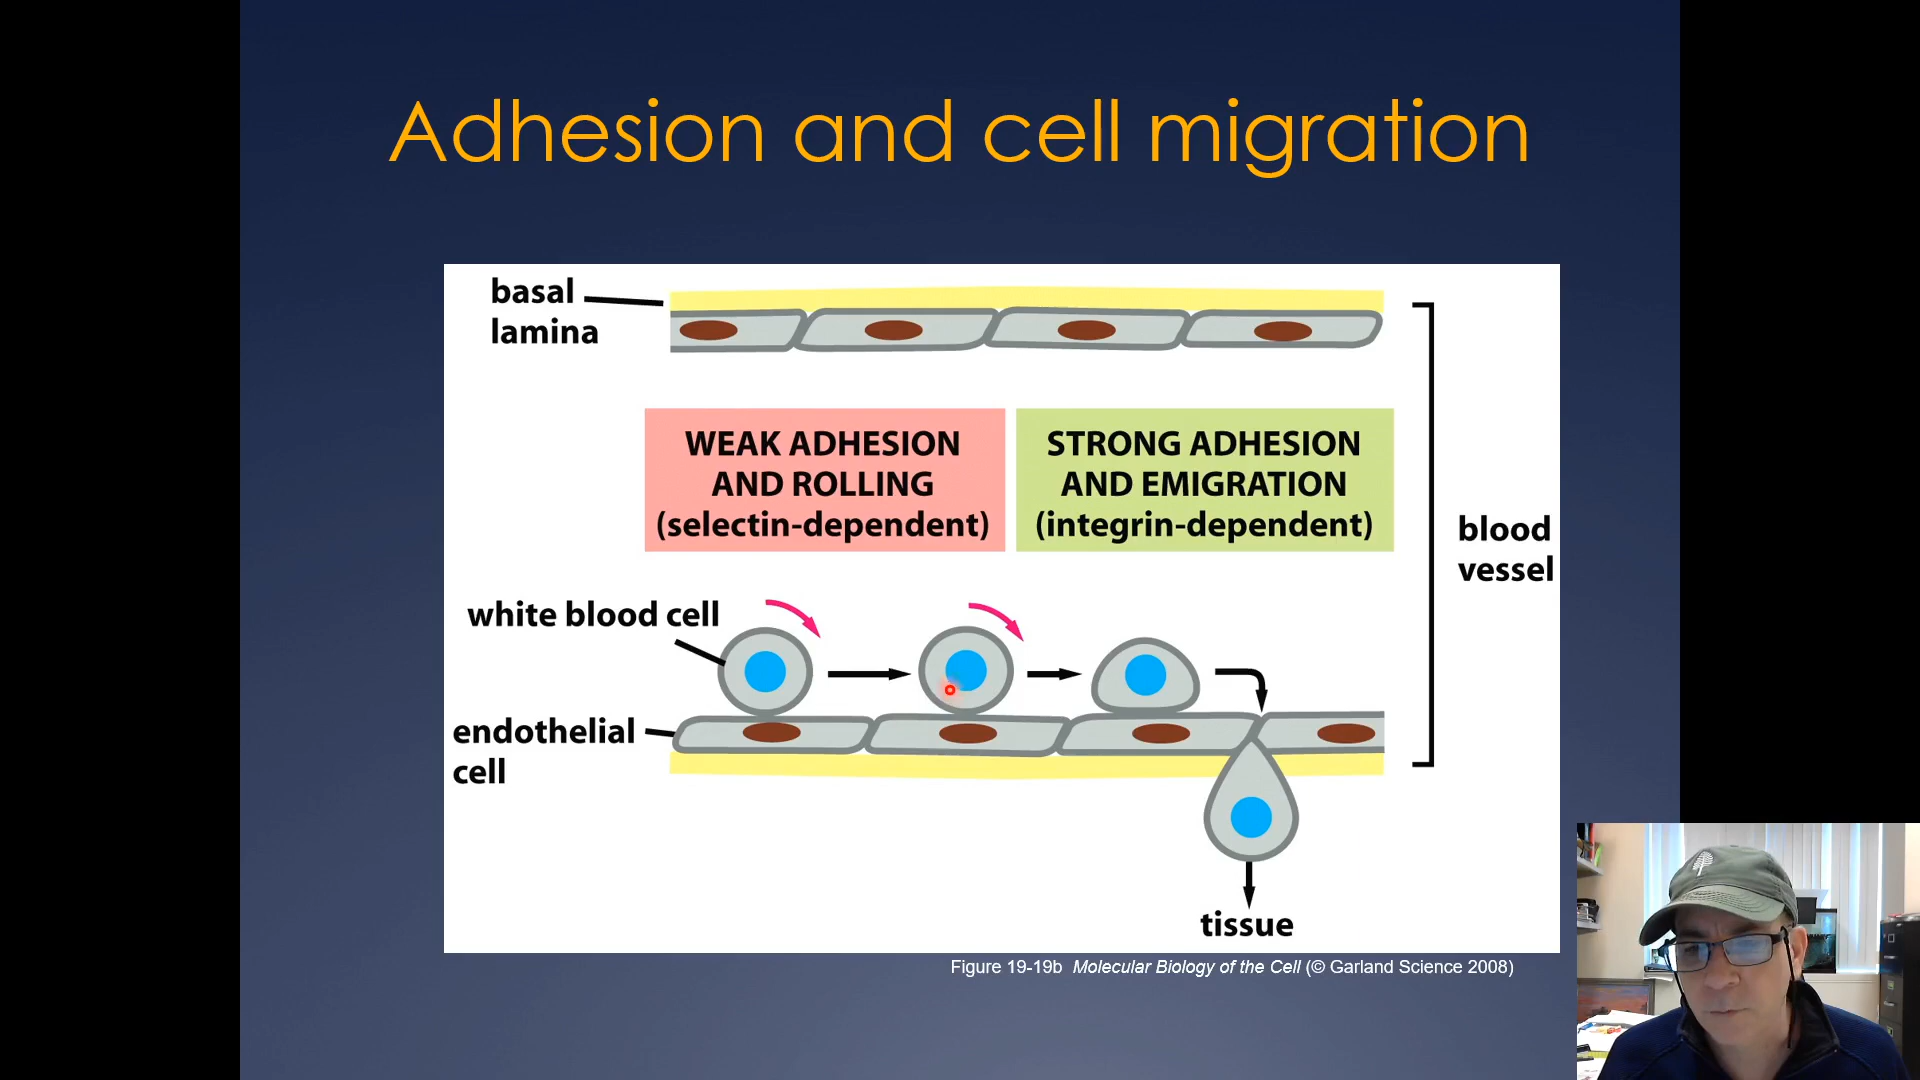 Adhesion and cell migration
basal
lamina
WEAK ADHESION
AND ROLLING
(selectin-dependent)
STRONG ADHESION
AND EMIGRATION
(integrin-dependent)
blood
vessel
white blood cell
endothelial
cell
tissue
Figure 19-19b Molecular Biology of the Cell (© Garland Science 2008)